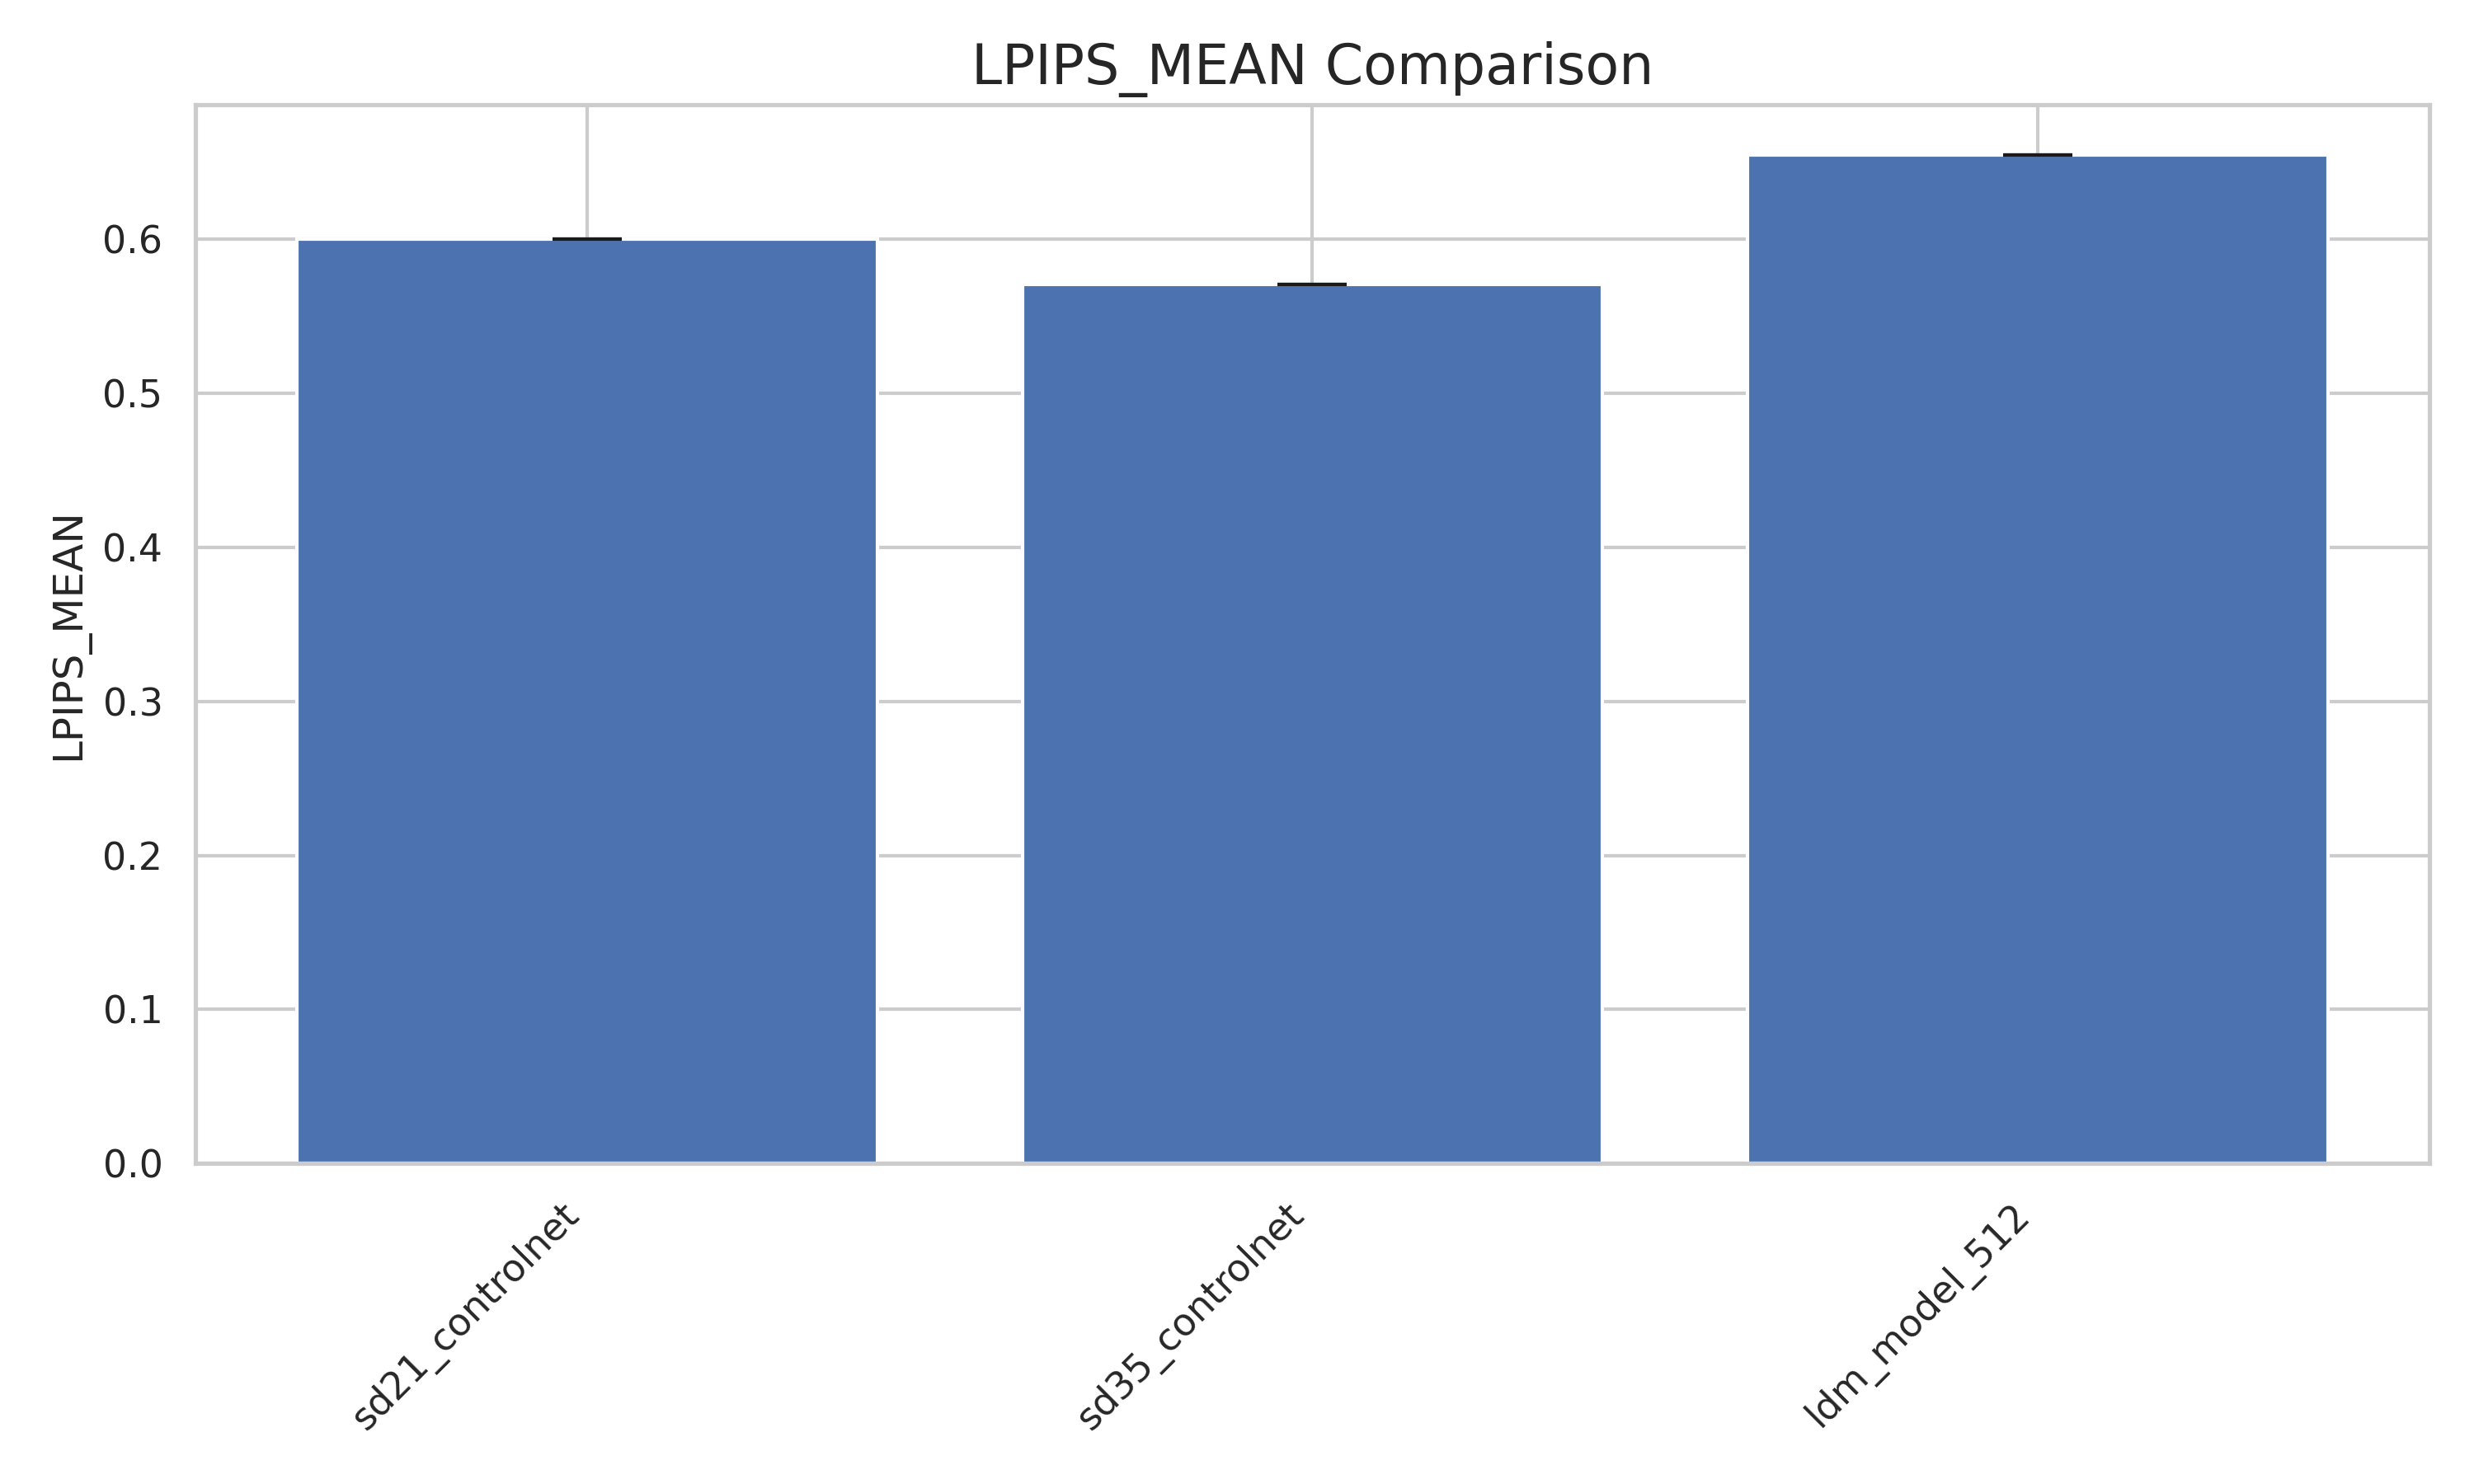 LPIPS_MEAN Comparison
LPIPS_MEAN
0.6
0.5
0.4
0.3
0.2
0.1
0.0
sd21_controlnet
sd35_controlnet
ldm_model_512